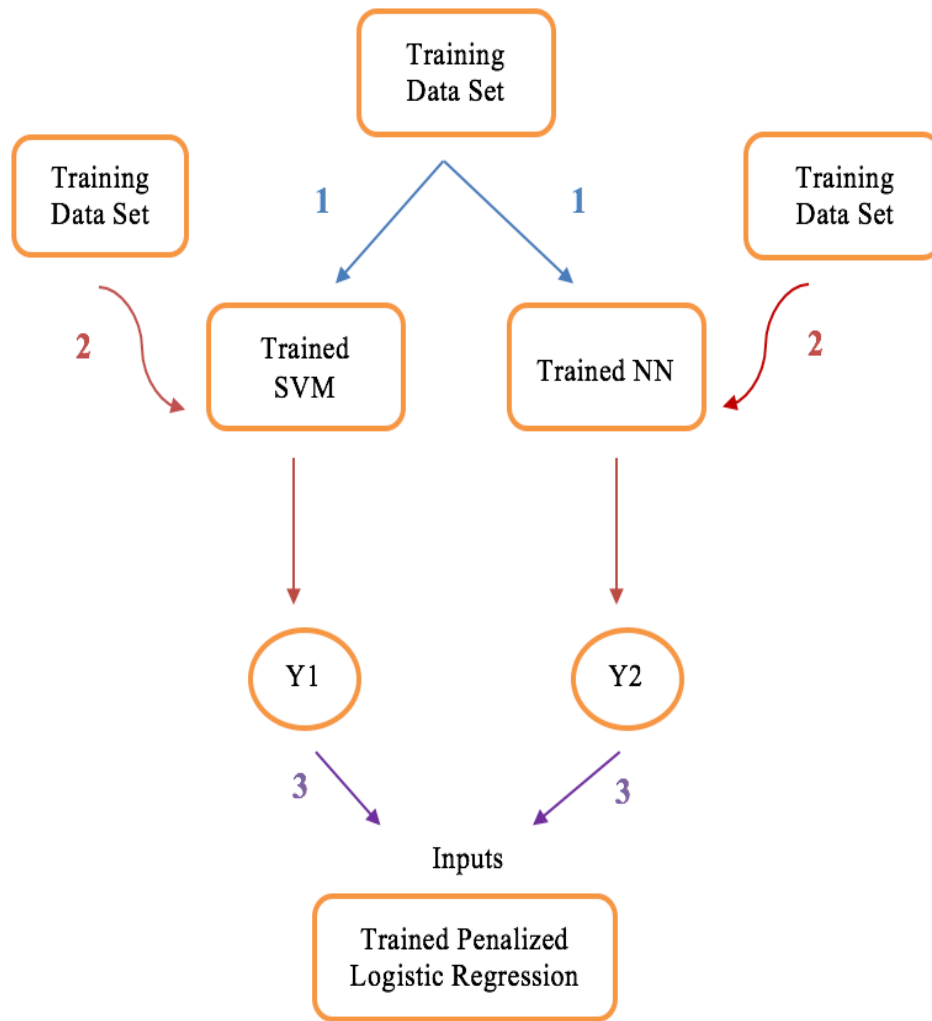 Training
Data Set
Training
Data Set
Training
Data Set
1
1
2
Trained
SVM
Trained NN
2
Y1
Y2
3
3
Inputs
Trained Penalized
Logistic Regression